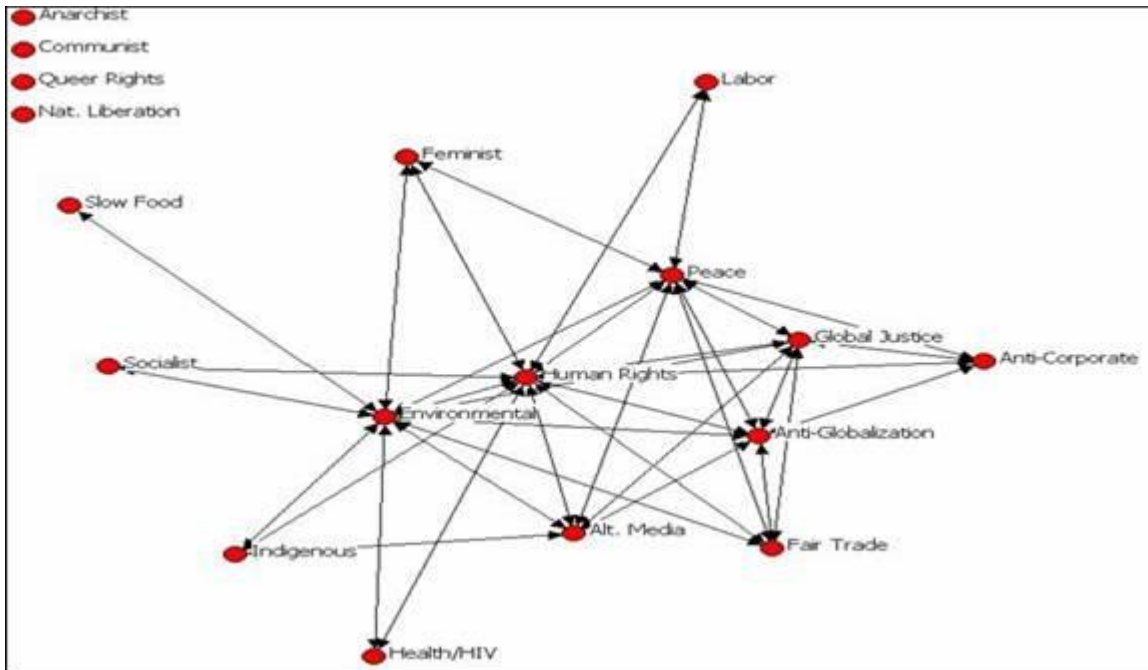 Anarchist
Communist
Queer Rights
Nat. Liberation
Labor
Feminist
Slow Food
Peace
Global Justice
Anti-Corporate
Socialist
Human Rights
Environmental
Anti-Globalization
Alt. Media
Fair Trade
Indigenous
Health/HIV